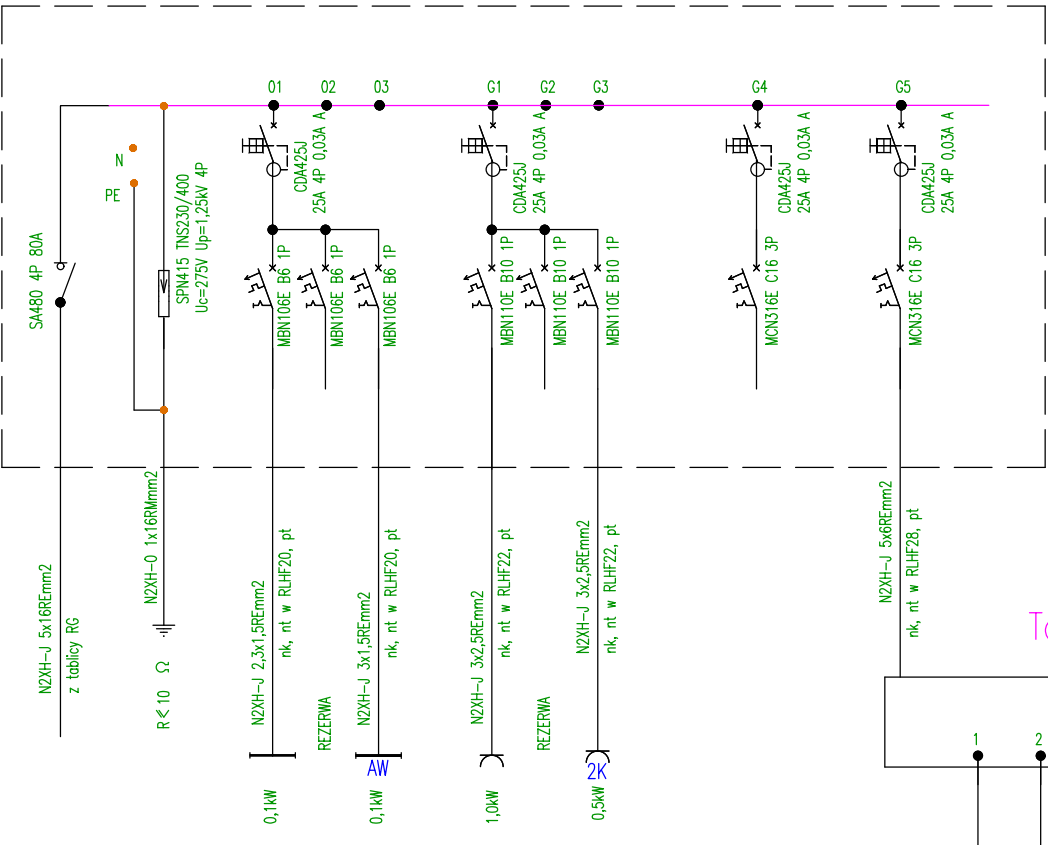 O1
O2
O3
G1
G2
G3
G4
G5
N
PE
SA480 4P 80A
SPN415 TNS230/400
Uc=275V Up=1,25kV 4P
CDA425J
25A 4P 0,03A A
CDA425J
25A 4P 0,03A A
CDA425J
25A 4P 0,03A A
CDA425J
25A 4P 0,03A A
MBN106E B6 1P
MBN106E B6 1P
MBN106E B6 1P
MBN110E B10 1P
MBN110E B10 1P
MBN110E B10 1P
MCN316E C16 3P
MCN316E C16 3P
N2XH-J 5x16REmm2
z tablicy RG
N2XH-O 1x16RMmm2
R≤10 Ω
N2XH-J 2,3x1,5REmm2
nk, nt w RLHF20, pt
REZERWA
N2XH-J 3x1,5REmm2
nk, nt w RLHF20, pt
N2XH-J 3x2,5REmm2
nk, nt w RLHF22, pt
REZERWA
N2XH-J 3x2,5REmm2
nk, nt w RLHF22, pt
N2XH-J 5x6REmm2
nk, nt w RLHF28, pt
1
2
AW
2K
0,1kW
0,1kW
1,0kW
0,5kW